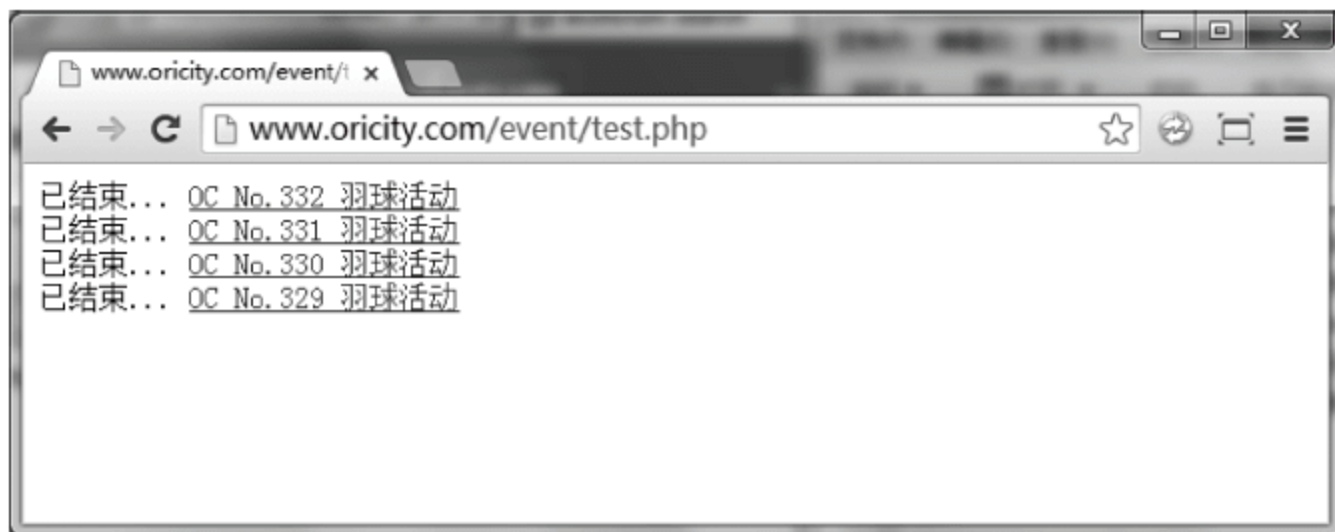 www.oricity.com/event/t
www.oricity.com/event/test.php
已结束... OC No.332 羽球活动
已结束... OC No.331 羽球活动
已结束... OC No.330 羽球活动
已结束... OC No.329 羽球活动